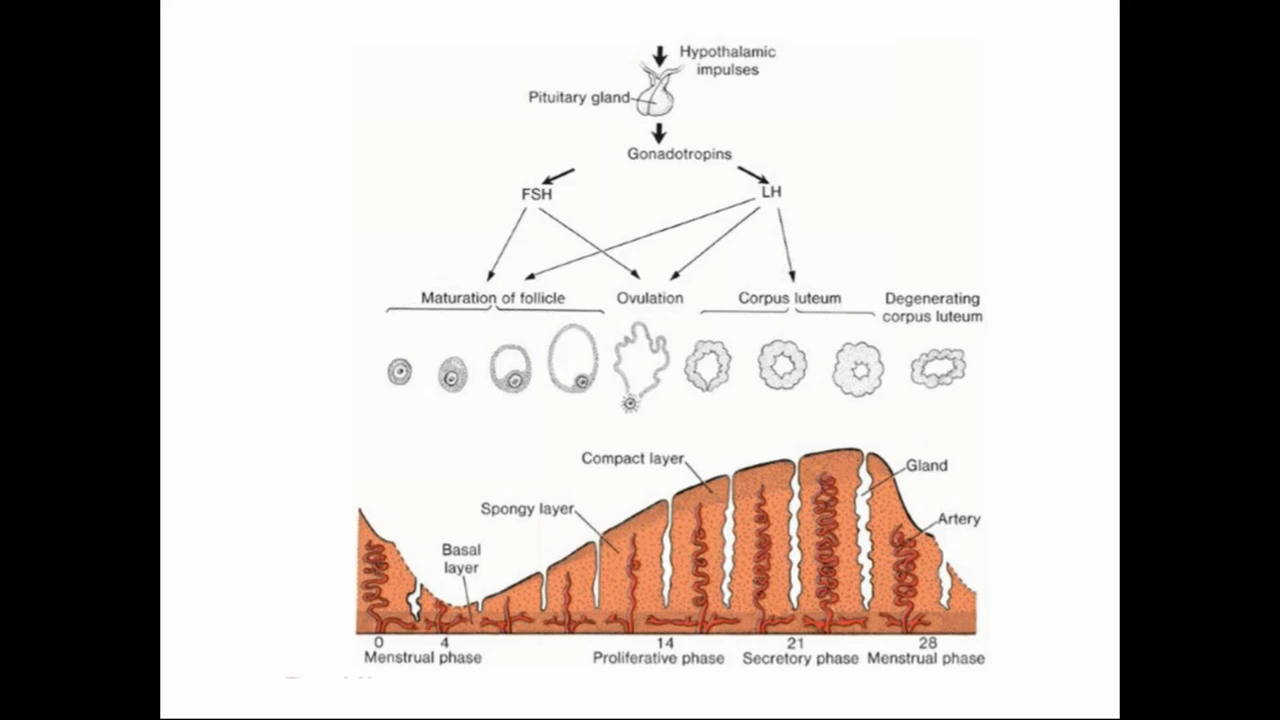 Hypothalamic
impulses
Pituitary gland
Gonadotropins
FSH
LH
Maturation of follicle
Ovulation
Corpus luteum
Degenerating
corpus luteum
Compact layer
Gland
Spongy layer
Artery
Basal
layer
0 4 14 21 28
Menstrual phase Proliferative phase Secretory phase Menstrual phase